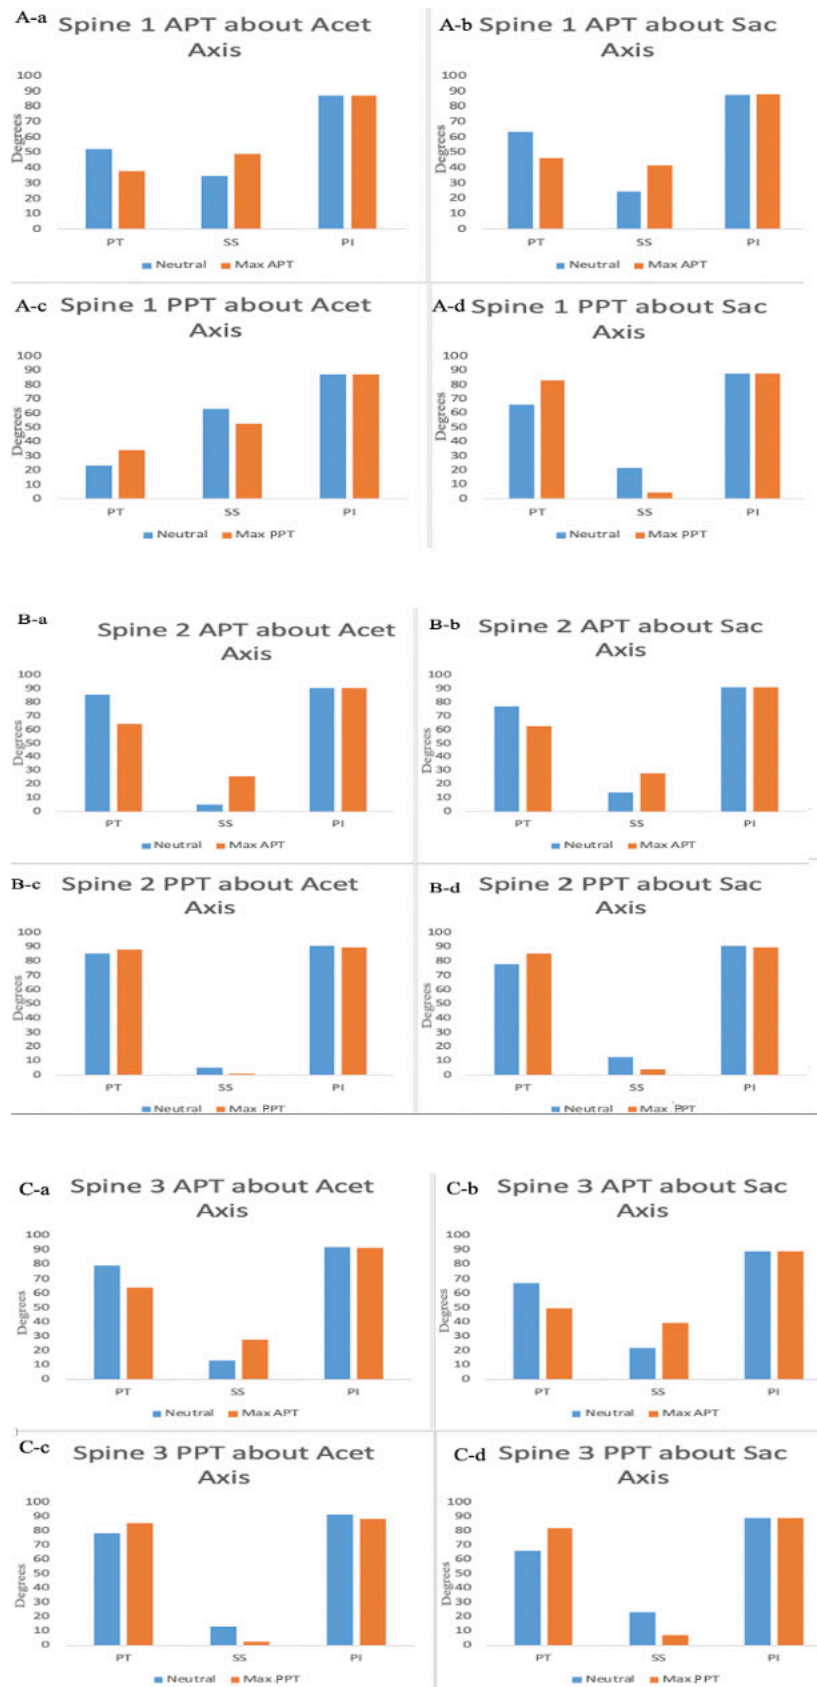 A-a Spine 1 APT about Acet
Axis
100
90
80
70
60
50
40
30
20
10
0
Degrees
PT SS PI
Neutral Max APT
A-b Spine 1 APT about Sac
Axis
100
90
80
70
60
50
40
30
20
10
0
Degrees
PT SS PI
Neutral Max APT
A-c Spine 1 PPT about Acet
Axis
100
90
80
70
60
50
40
30
20
10
0
Degrees
PT SS PI
Neutral Max PPT
A-d Spine 1 PPT about Sac
Axis
100
90
80
70
60
50
40
30
20
10
0
Degrees
PT SS PI
Neutral Max PPT
B-a Spine 2 APT about Acet
Axis
100
90
80
70
60
50
40
30
20
10
0
Degrees
PT SS PI
Neutral Max APT
B-b Spine 2 APT about Sac
Axis
100
90
80
70
60
50
40
30
20
10
0
Degrees
PT SS PI
Neutral Max APT
B-c Spine 2 PPT about Acet
Axis
100
90
80
70
60
50
40
30
20
10
0
Degrees
PT SS PI
Neutral Max PPT
B-d Spine 2 PPT about Sac
Axis
100
90
80
70
60
50
40
30
20
10
0
Degrees
PT SS PI
Neutral Max PPT
C-a Spine 3 APT about Acet
Axis
100
90
80
70
60
50
40
30
20
10
0
Degrees
PT SS PI
Neutral Max APT
C-b Spine 3 APT about Sac
Axis
100
90
80
70
60
50
40
30
20
10
0
Degrees
PT SS PI
Neutral Max APT
C-c Spine 3 PPT about Acet
Axis
100
90
80
70
60
50
40
30
20
10
0
Degrees
PT SS PI
Neutral Max PPT
C-d Spine 3 PPT about Sac
Axis
100
90
80
70
60
50
40
30
20
10
0
Degrees
PT SS PI
Neutral Max PPT